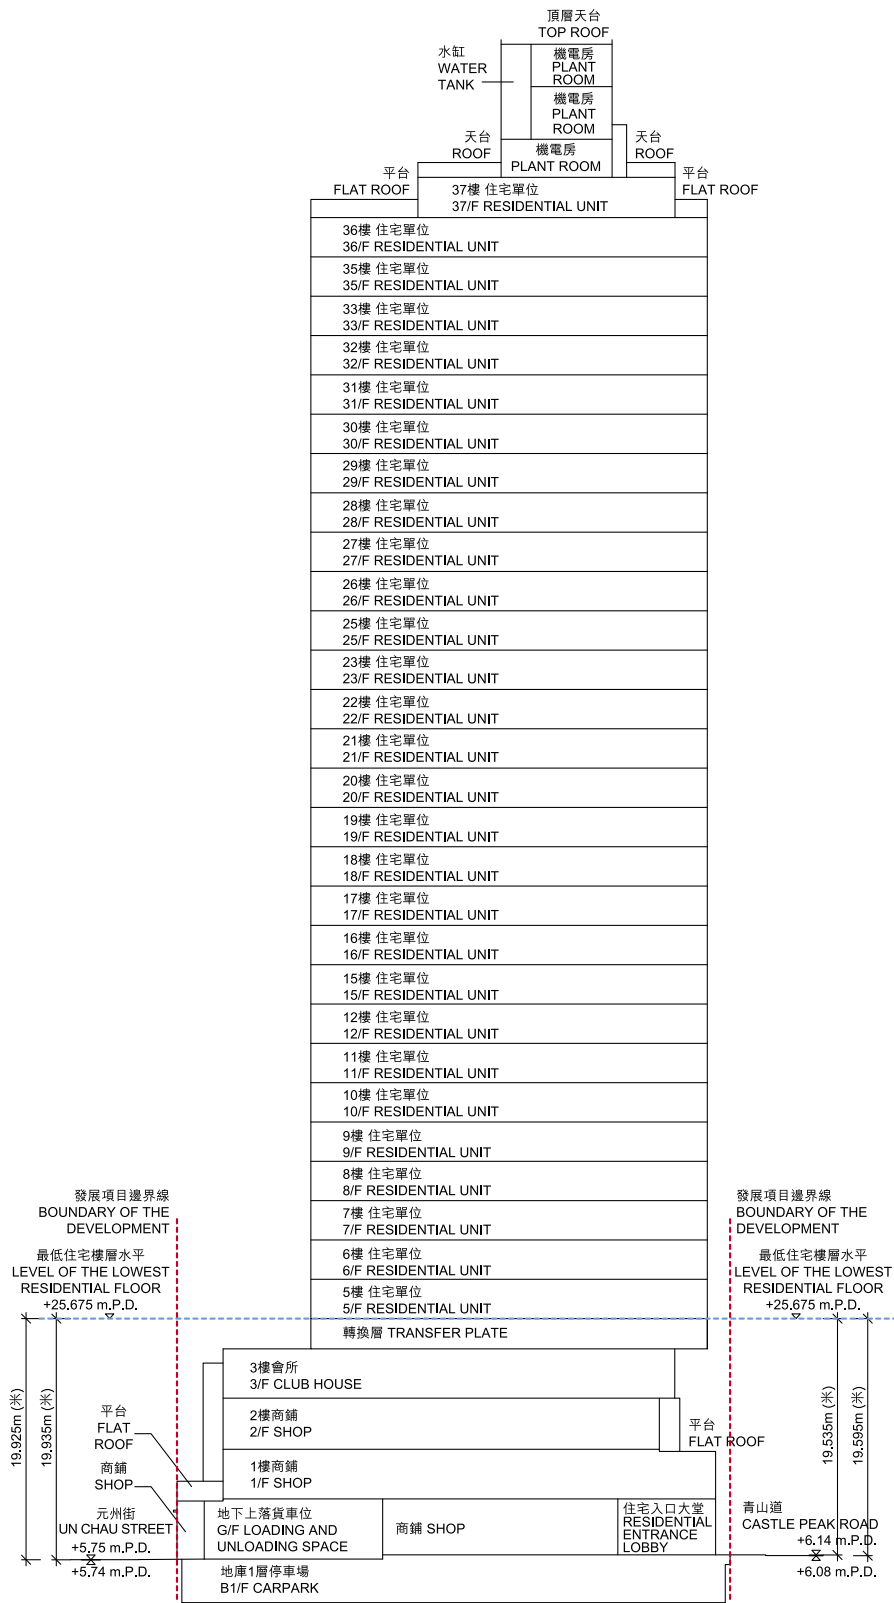 頂層天台
TOP ROOF
水缸
WATER
TANK
機電房
PLANT
ROOM
機電房
PLANT
ROOM
天台
ROOF
機電房
PLANT ROOM
天台
ROOF
平台
FLAT ROOF
37樓 住宅單位
37/F RESIDENTIAL UNIT
平台
FLAT ROOF
36樓 住宅單位
36/F RESIDENTIAL UNIT
35樓 住宅單位
35/F RESIDENTIAL UNIT
33樓 住宅單位
33/F RESIDENTIAL UNIT
32樓 住宅單位
32/F RESIDENTIAL UNIT
31樓 住宅單位
31/F RESIDENTIAL UNIT
30樓 住宅單位
30/F RESIDENTIAL UNIT
29樓 住宅單位
29/F RESIDENTIAL UNIT
28樓 住宅單位
28/F RESIDENTIAL UNIT
27樓 住宅單位
27/F RESIDENTIAL UNIT
26樓 住宅單位
26/F RESIDENTIAL UNIT
25樓 住宅單位
25/F RESIDENTIAL UNIT
23樓 住宅單位
23/F RESIDENTIAL UNIT
22樓 住宅單位
22/F RESIDENTIAL UNIT
21樓 住宅單位
21/F RESIDENTIAL UNIT
20樓 住宅單位
20/F RESIDENTIAL UNIT
19樓 住宅單位
19/F RESIDENTIAL UNIT
18樓 住宅單位
18/F RESIDENTIAL UNIT
17樓 住宅單位
17/F RESIDENTIAL UNIT
16樓 住宅單位
16/F RESIDENTIAL UNIT
15樓 住宅單位
15/F RESIDENTIAL UNIT
12樓 住宅單位
12/F RESIDENTIAL UNIT
11樓 住宅單位
11/F RESIDENTIAL UNIT
10樓 住宅單位
10/F RESIDENTIAL UNIT
9樓 住宅單位
9/F RESIDENTIAL UNIT
8樓 住宅單位
8/F RESIDENTIAL UNIT
7樓 住宅單位
7/F RESIDENTIAL UNIT
6樓 住宅單位
6/F RESIDENTIAL UNIT
5樓 住宅單位
5/F RESIDENTIAL UNIT
轉換層 TRANSFER PLATE
發展項目邊界線
BOUNDARY OF THE
DEVELOPMENT
最低住宅樓層水平
LEVEL OF THE LOWEST
RESIDENTIAL FLOOR
+25.675 m.P.D.
發展項目邊界線
BOUNDARY OF THE
DEVELOPMENT
最低住宅樓層水平
LEVEL OF THE LOWEST
RESIDENTIAL FLOOR
+25.675 m.P.D.
3樓會所
3/F CLUB HOUSE
2樓商鋪
2/F SHOP
1樓商鋪
1/F SHOP
平台
FLAT
ROOF
平台
FLAT ROOF
19.925m (米)
19.935m (米)
19.535m (米)
19.595m (米)
商鋪
SHOP
元州街
UN CHAU STREET
+5.75 m.P.D.
+5.74 m.P.D.
地下上落貨車位
G/F LOADING AND
UNLOADING SPACE
商鋪 SHOP
住宅入口大堂
RESIDENTIAL
ENTRANCE
LOBBY
青山道
CASTLE PEAK ROAD
+6.14 m.P.D.
+6.08 m.P.D.
地庫1層停車場
B1/F CARPARK